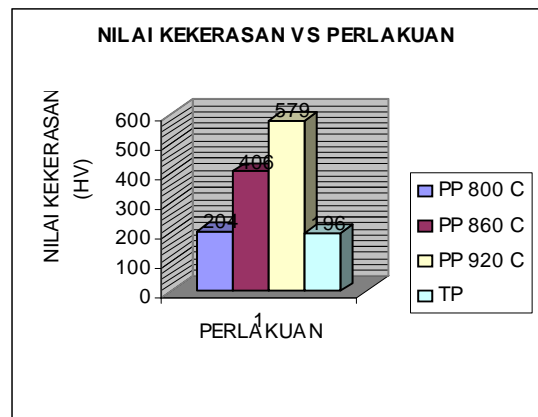 NILAI KEKERASAN VS PERLAKUAN
NILAI KEKERASAN
(HV)
600
500
400
300
200
100
0
204
406
579
196
1
PERLAKUAN
PP 800 C
PP 860 C
PP 920 C
TP